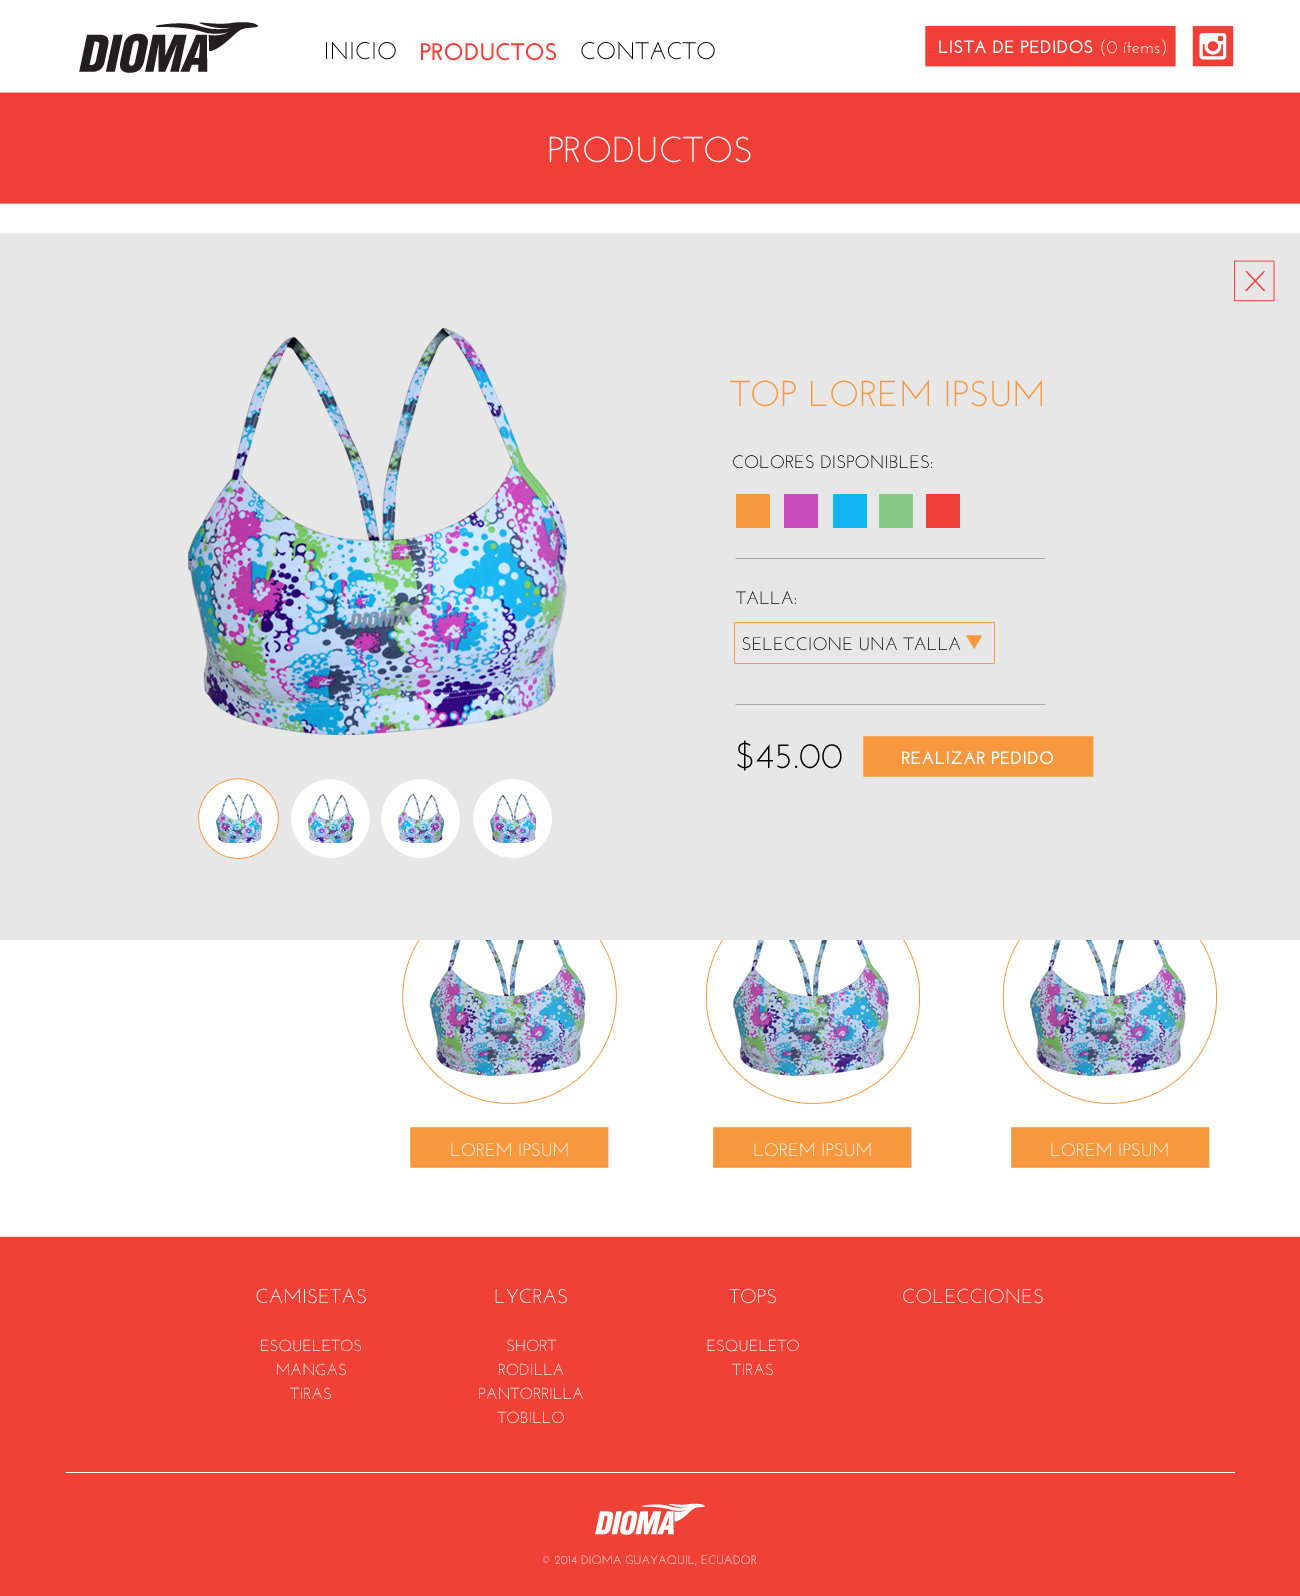 DIOMA
INICIO PRODUCTOS CONTACTO
LISTA DE PEDIDOS (0 ítems)
PRODUCTOS
X
TOP LOREM IPSUM
COLORES DISPONIBLES:
TALLA:
SELECCIONE UNA TALLA
DIOMA
$45.00 REALIZAR PEDIDO
LOREM IPSUM LOREM IPSUM LOREM IPSUM
CAMISETAS LYCRAS TOPS COLECCIONES
ESQUELETOS SHORT ESQUELETO
MANGAS RODILLA TIRAS
TIRAS PANTORRILLA
TOBILLO
DIOMA
© 2014 DIOMA GUAYAQUIL, ECUADOR